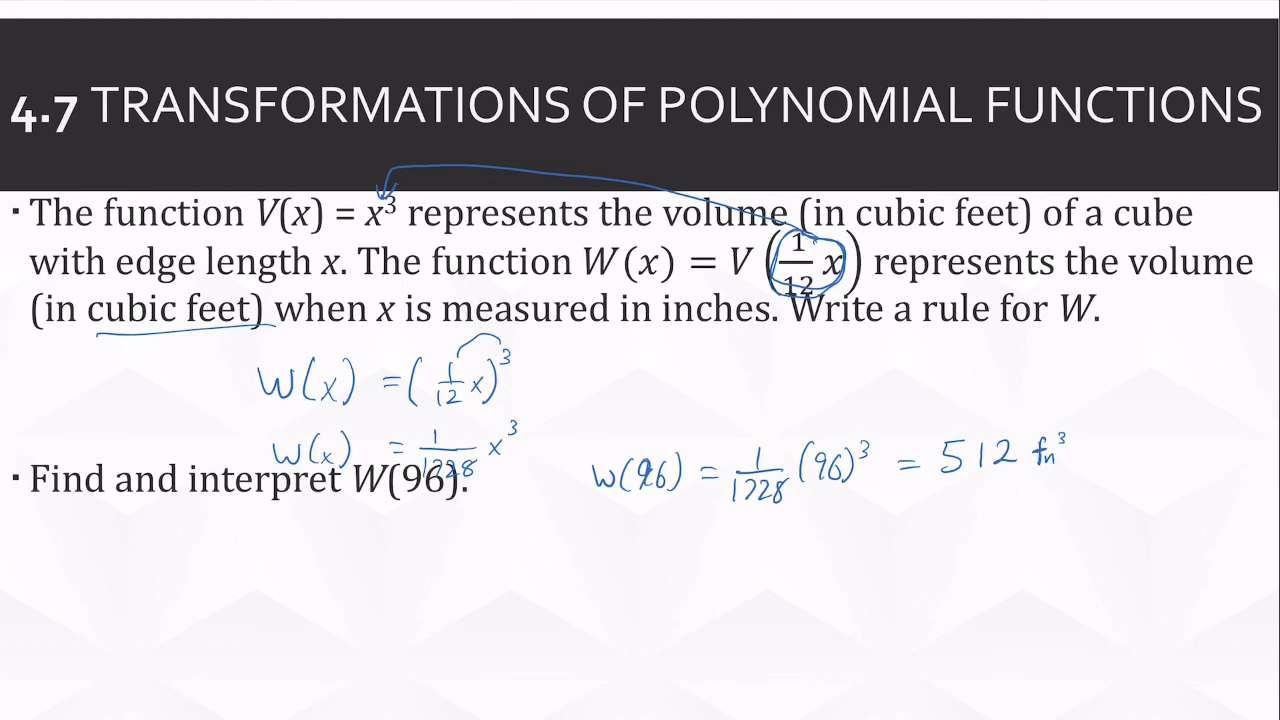 4.7 TRANSFORMATIONS OF POLYNOMIAL FUNCTIONS
▪ The function V(x) = x³ represents the volume (in cubic feet) of a cube
with edge length x. The function W(x) = V(1/12 x) represents the volume
(in cubic feet) when x is measured in inches. Write a rule for W.
W(x) = (1/12 x)³
W(x) = 1/1728 x³
▪ Find and interpret W(96).
W(96) = 1/1728 (96)³ = 512